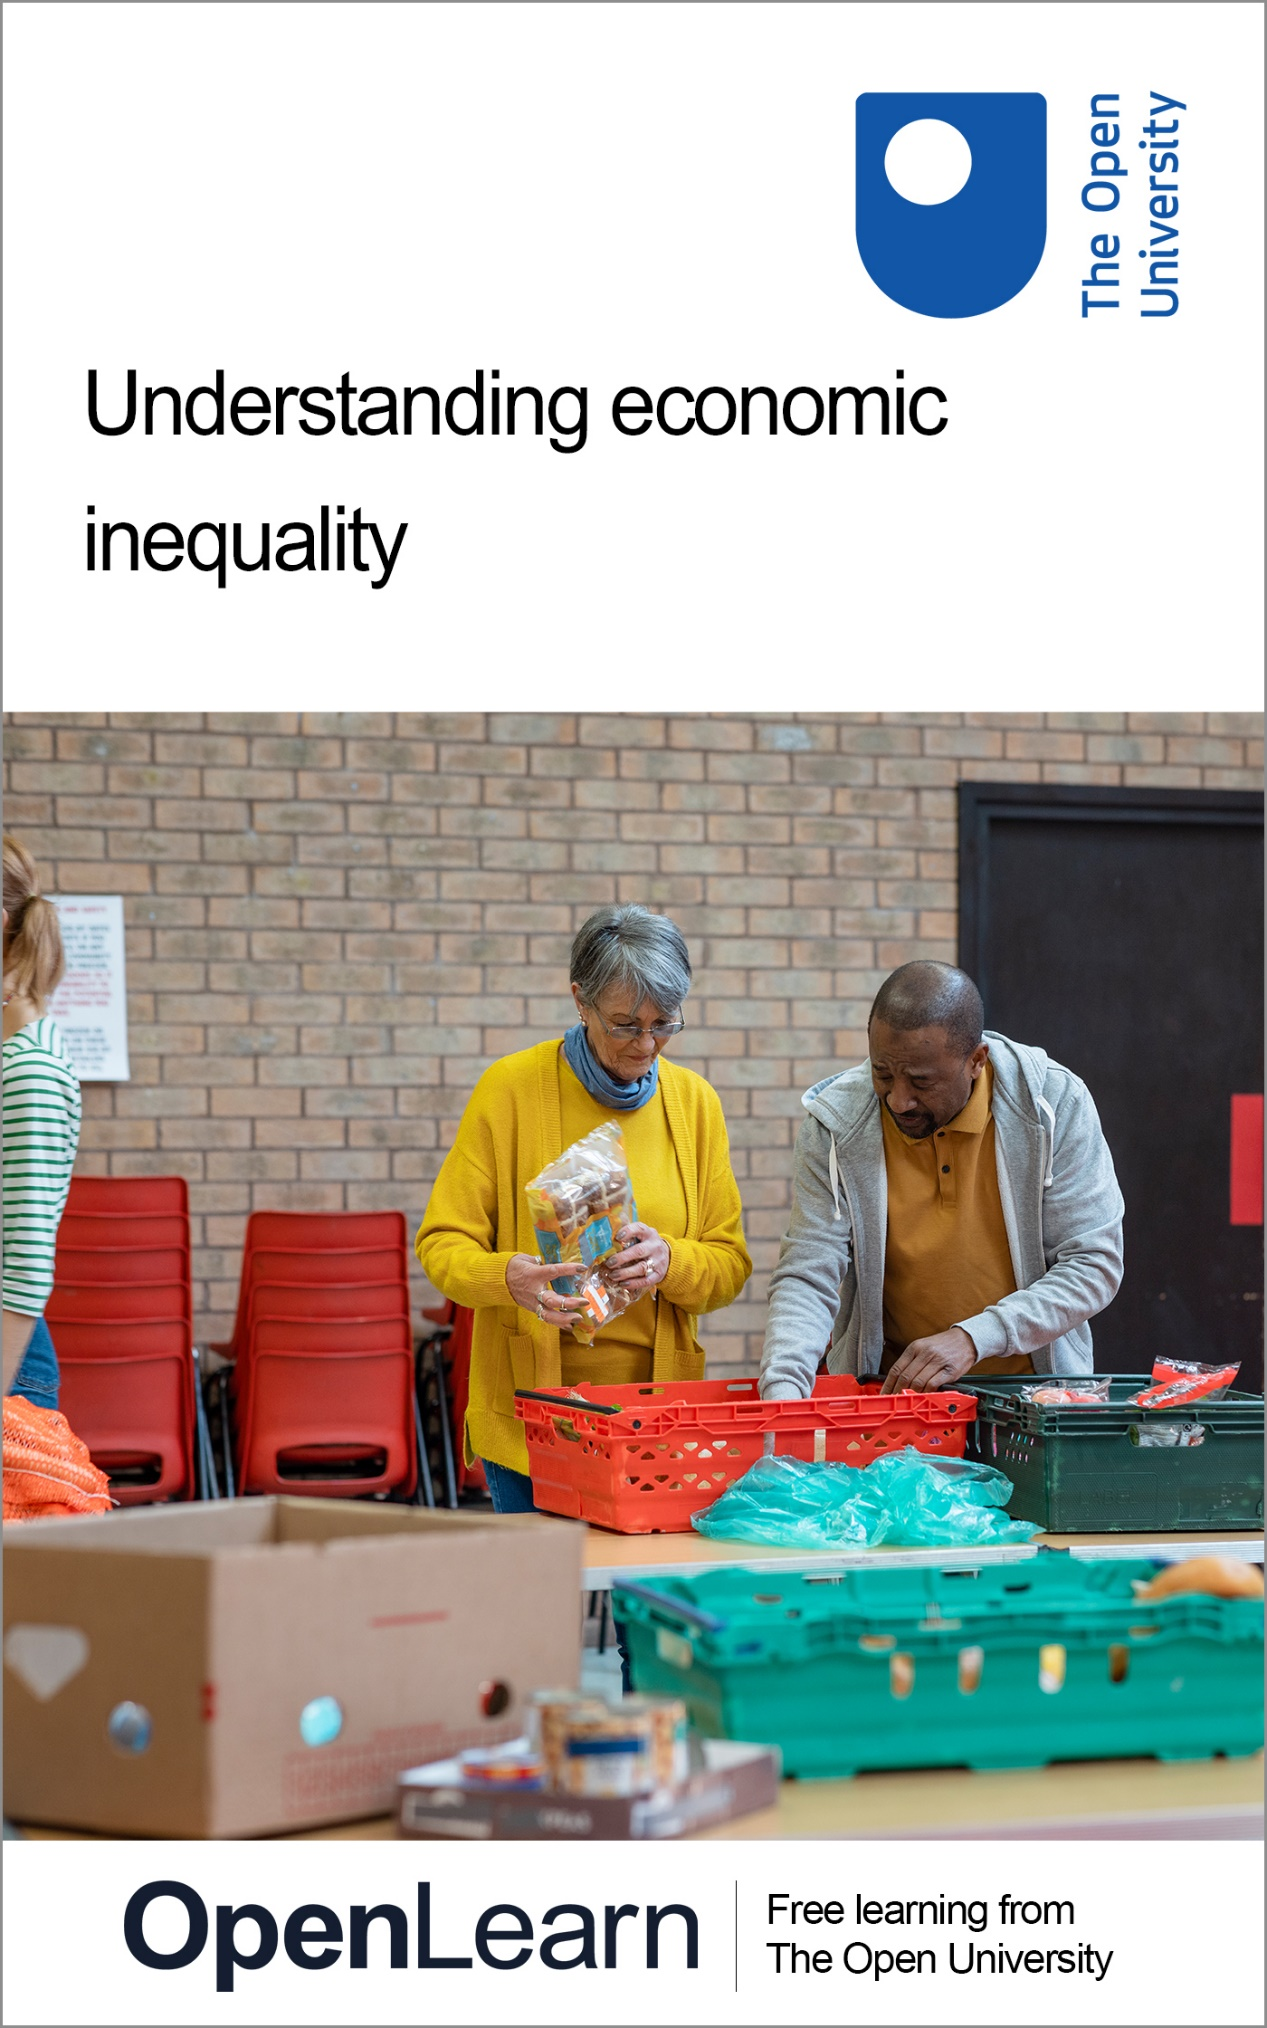 The Open
University
Understanding economic
inequality
OpenLearn
Free learning from
The Open University